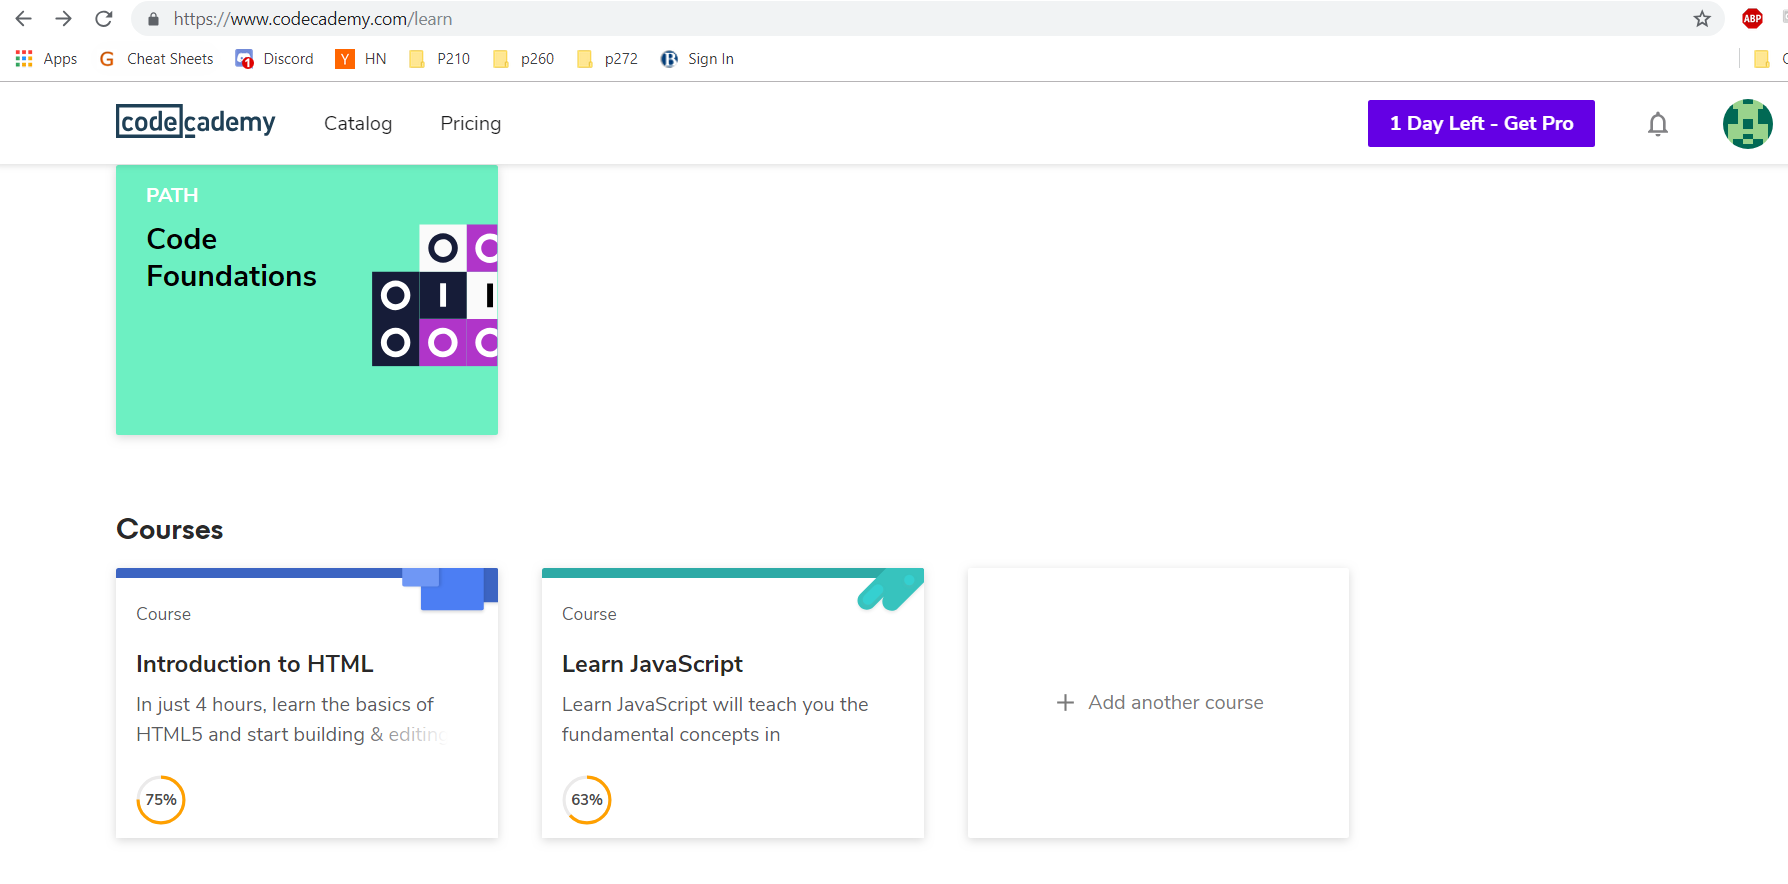 https://www.codecademy.com/learn
ABP
Apps
G
Cheat Sheets
1
Discord
Y
HN
P210
p260
p272
B
Sign In
codecademy
Catalog
Pricing
1 Day Left - Get Pro
PATH
Code
Foundations
Courses
Course
Introduction to HTML
In just 4 hours, learn the basics of
HTML5 and start building & editing
75%
Course
Learn JavaScript
Learn JavaScript will teach you the
fundamental concepts in
63%
+ Add another course